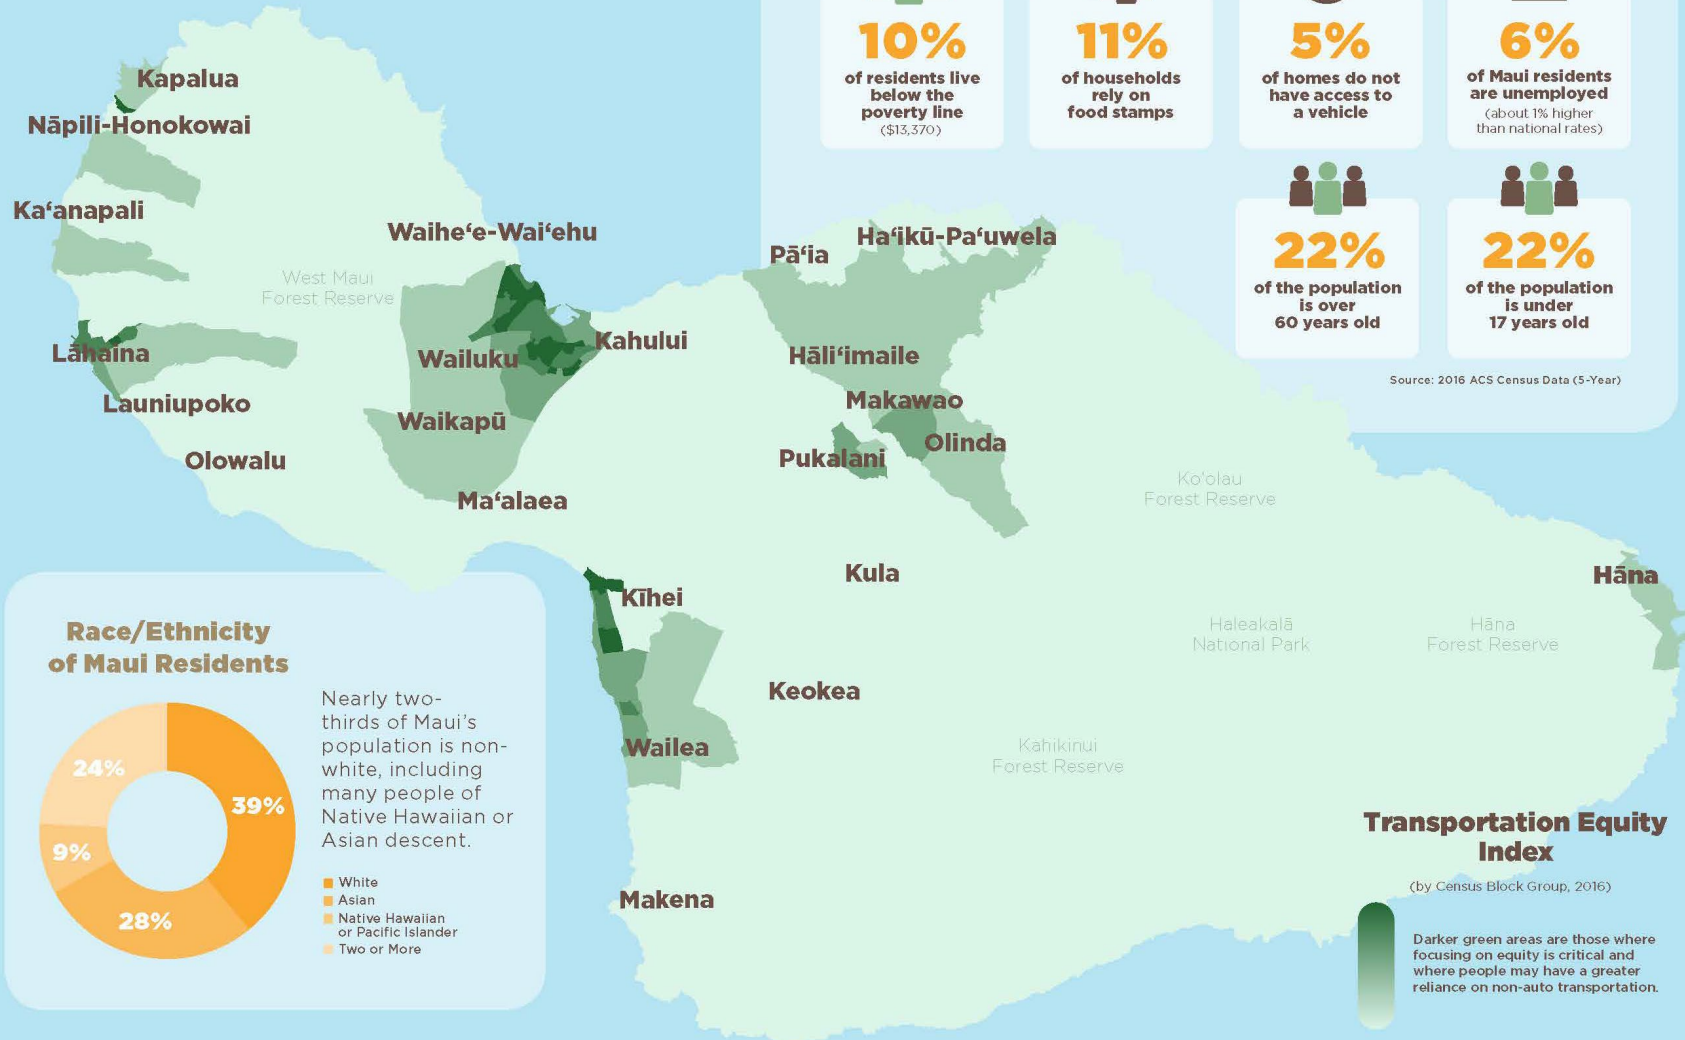 10%
of residents live
below the
poverty line
($13,370)
11%
of households
rely on
food stamps
5%
of homes do not
have access to
a vehicle
6%
of Maui residents
are unemployed
(about 1% higher
than national rates)
22%
of the population
is over
60 years old
22%
of the population
is under
17 years old
Source: 2016 ACS Census Data (5-Year)
Kapalua
Nāpili-Honokowai
Ka‘anapali
Waihe‘e-Wai‘ehu
West Maui
Forest Reserve
Lāhaina
Launiupoko
Olowalu
Wailuku
Kahului
Waikapū
Ma‘alaea
Pā‘ia
Ha‘ikū-Pa‘uwela
Hāli‘imaile
Makawao
Olinda
Pukalani
Ko‘olau
Forest Reserve
Kula
Kīhei
Hāna
Haleakalā
National Park
Hāna
Forest Reserve
Keokea
Wailea
Kahikinui
Forest Reserve
Makena
Race/Ethnicity
of Maui Residents
24%
39%
9%
28%
Nearly two-
thirds of Maui’s
population is non-
white, including
many people of
Native Hawaiian or
Asian descent.
White
Asian
Native Hawaiian
or Pacific Islander
Two or More
Transportation Equity
Index
(by Census Block Group, 2016)
Darker green areas are those where
focusing on equity is critical and
where people may have a greater
reliance on non-auto transportation.